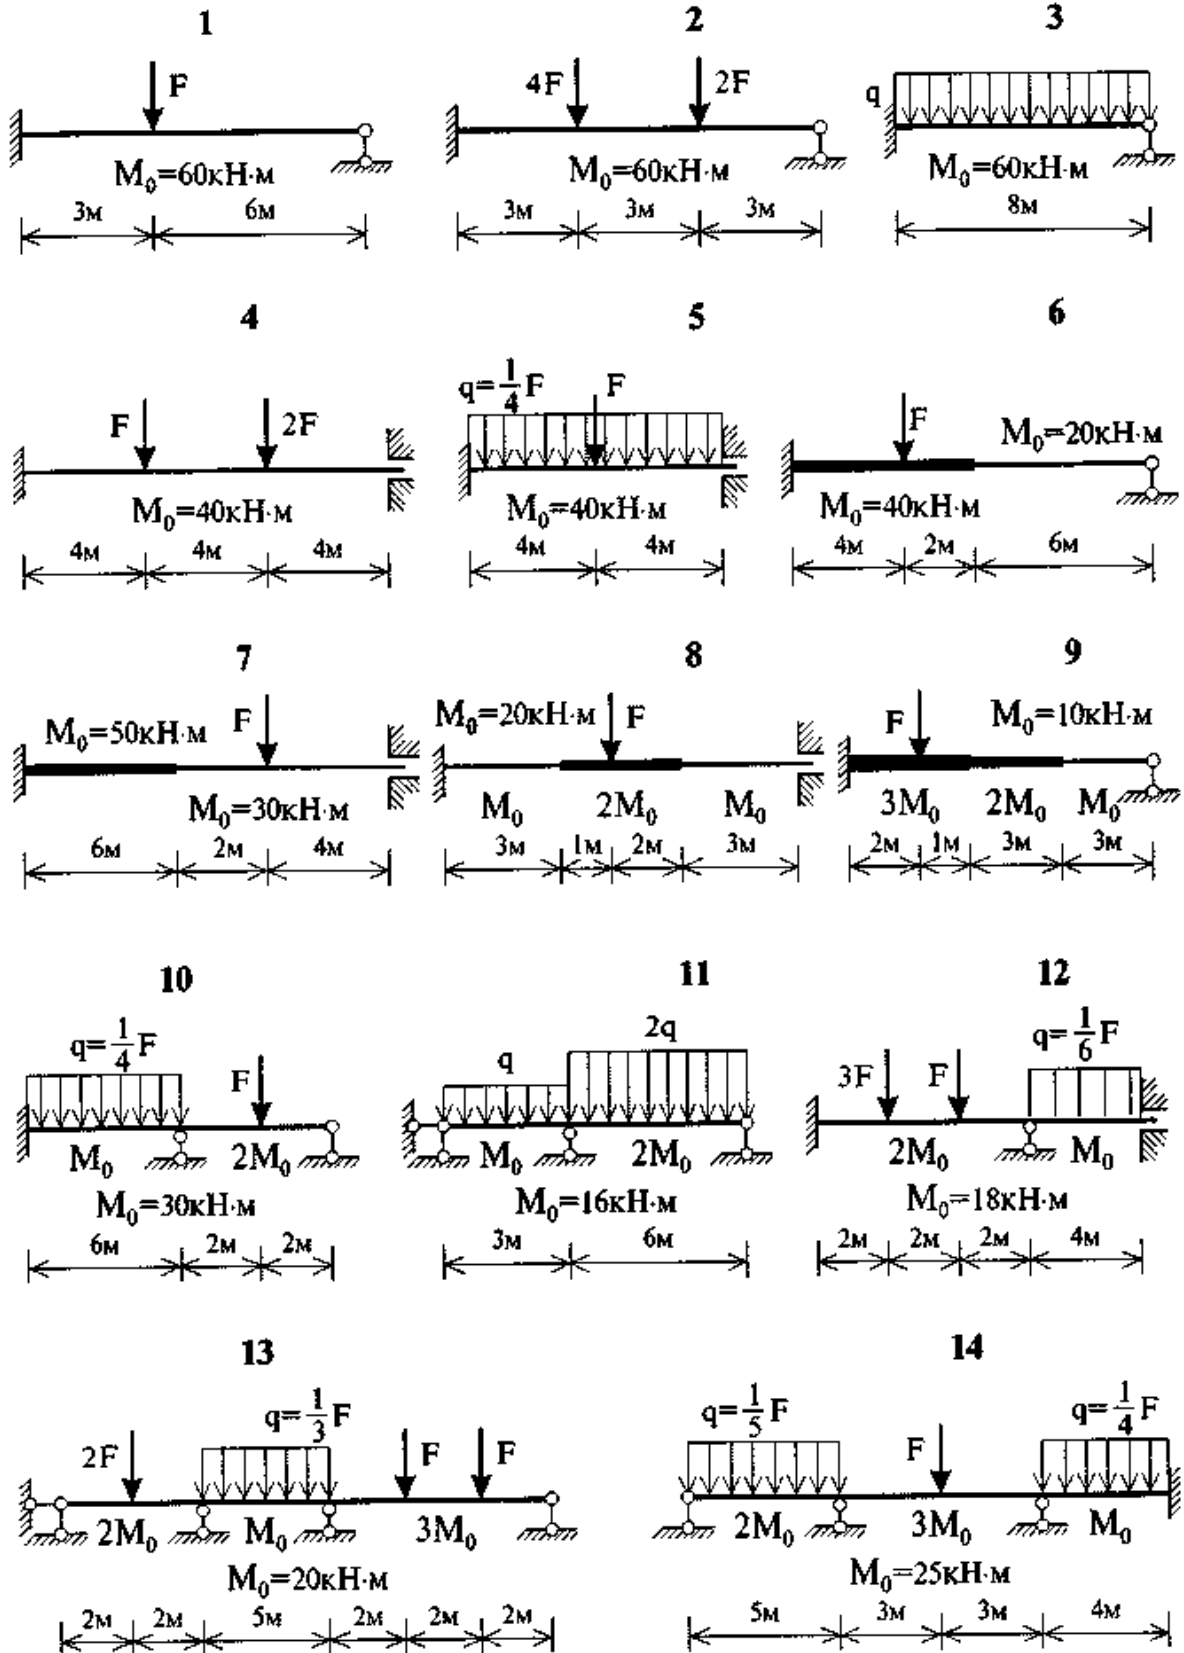 1 2 3
F 4F 2F q
M₀=60кН·м M₀=60кН·м M₀=60кН·м
3м 6м 3м 3м 3м 8м
4 5 6
F 2F q=1/4F F F M₀=20кН·м
M₀=40кН·м M₀=40кН·м M₀=40кН·м
4м 4м 4м 4м 4м 4м 2м 6м
7 8 9
M₀=50кН·м F M₀=20кН·м F F M₀=10кН·м
M₀=30кН·м M₀ 2M₀ M₀ 3M₀ 2M₀ M₀
6м 2м 4м 3м 1м 2м 3м 2м 1м 3м 3м
10 11 12
q=1/4F F q 2q 3F F q=1/6F
M₀ 2M₀ M₀ 2M₀ 2M₀ M₀
M₀=30кН·м M₀=16кН·м M₀=18кН·м
6м 2м 2м 3м 6м 2м 2м 2м 4м
13 14
2F q=1/3F F F q=1/5F F q=1/4F
2M₀ M₀ 3M₀ 2M₀ 3M₀ M₀
M₀=20кН·м M₀=25кН·м
2м 2м 5м 2м 2м 2м 5м 3м 3м 4м